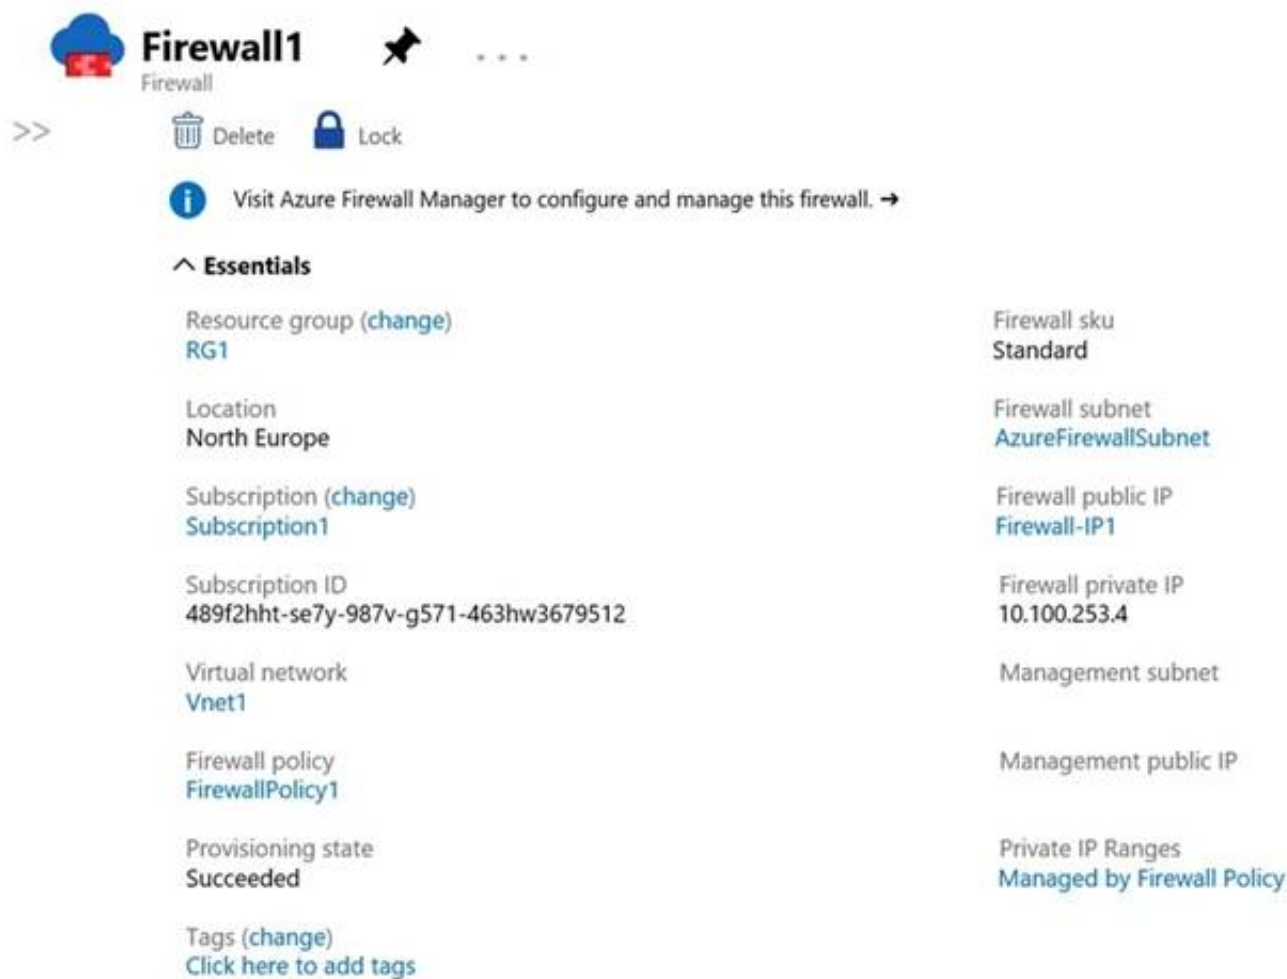 Firewall1
...
Firewall
>>
Delete
Lock
Visit Azure Firewall Manager to configure and manage this firewall. →
Essentials
Resource group (change)
RG1
Location
North Europe
Subscription (change)
Subscription1
Subscription ID
489f2hht-se7y-987v-g571-463hw3679512
Virtual network
Vnet1
Firewall policy
FirewallPolicy1
Provisioning state
Succeeded
Tags (change)
Click here to add tags
Firewall sku
Standard
Firewall subnet
AzureFirewallSubnet
Firewall public IP
Firewall-IP1
Firewall private IP
10.100.253.4
Management subnet
Management public IP
Private IP Ranges
Managed by Firewall Policy